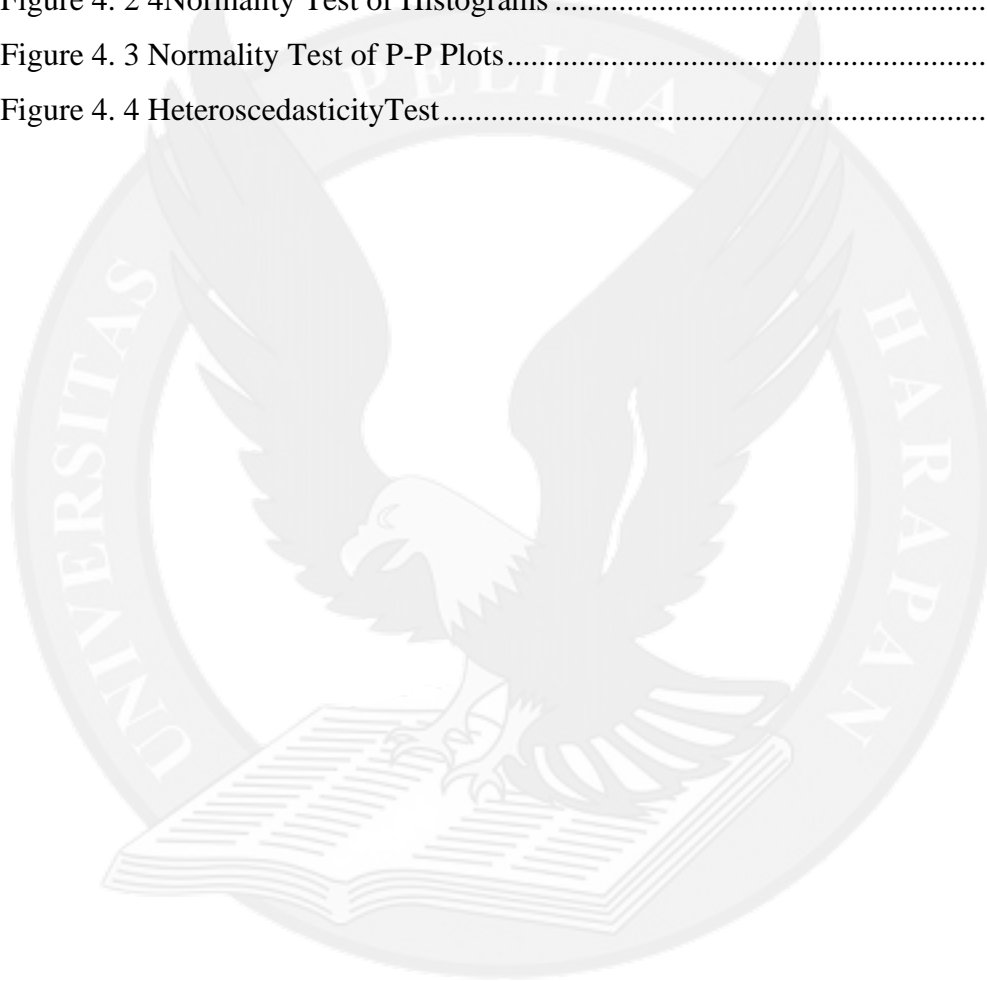 Figure 4. 2 4Normality Test of Histograms ........................................................
Figure 4. 3 Normality Test of P-P Plots.............................................................
Figure 4. 4 HeteroscedasticityTest.....................................................................
UNIVERSITAS PELITA HARAPAN